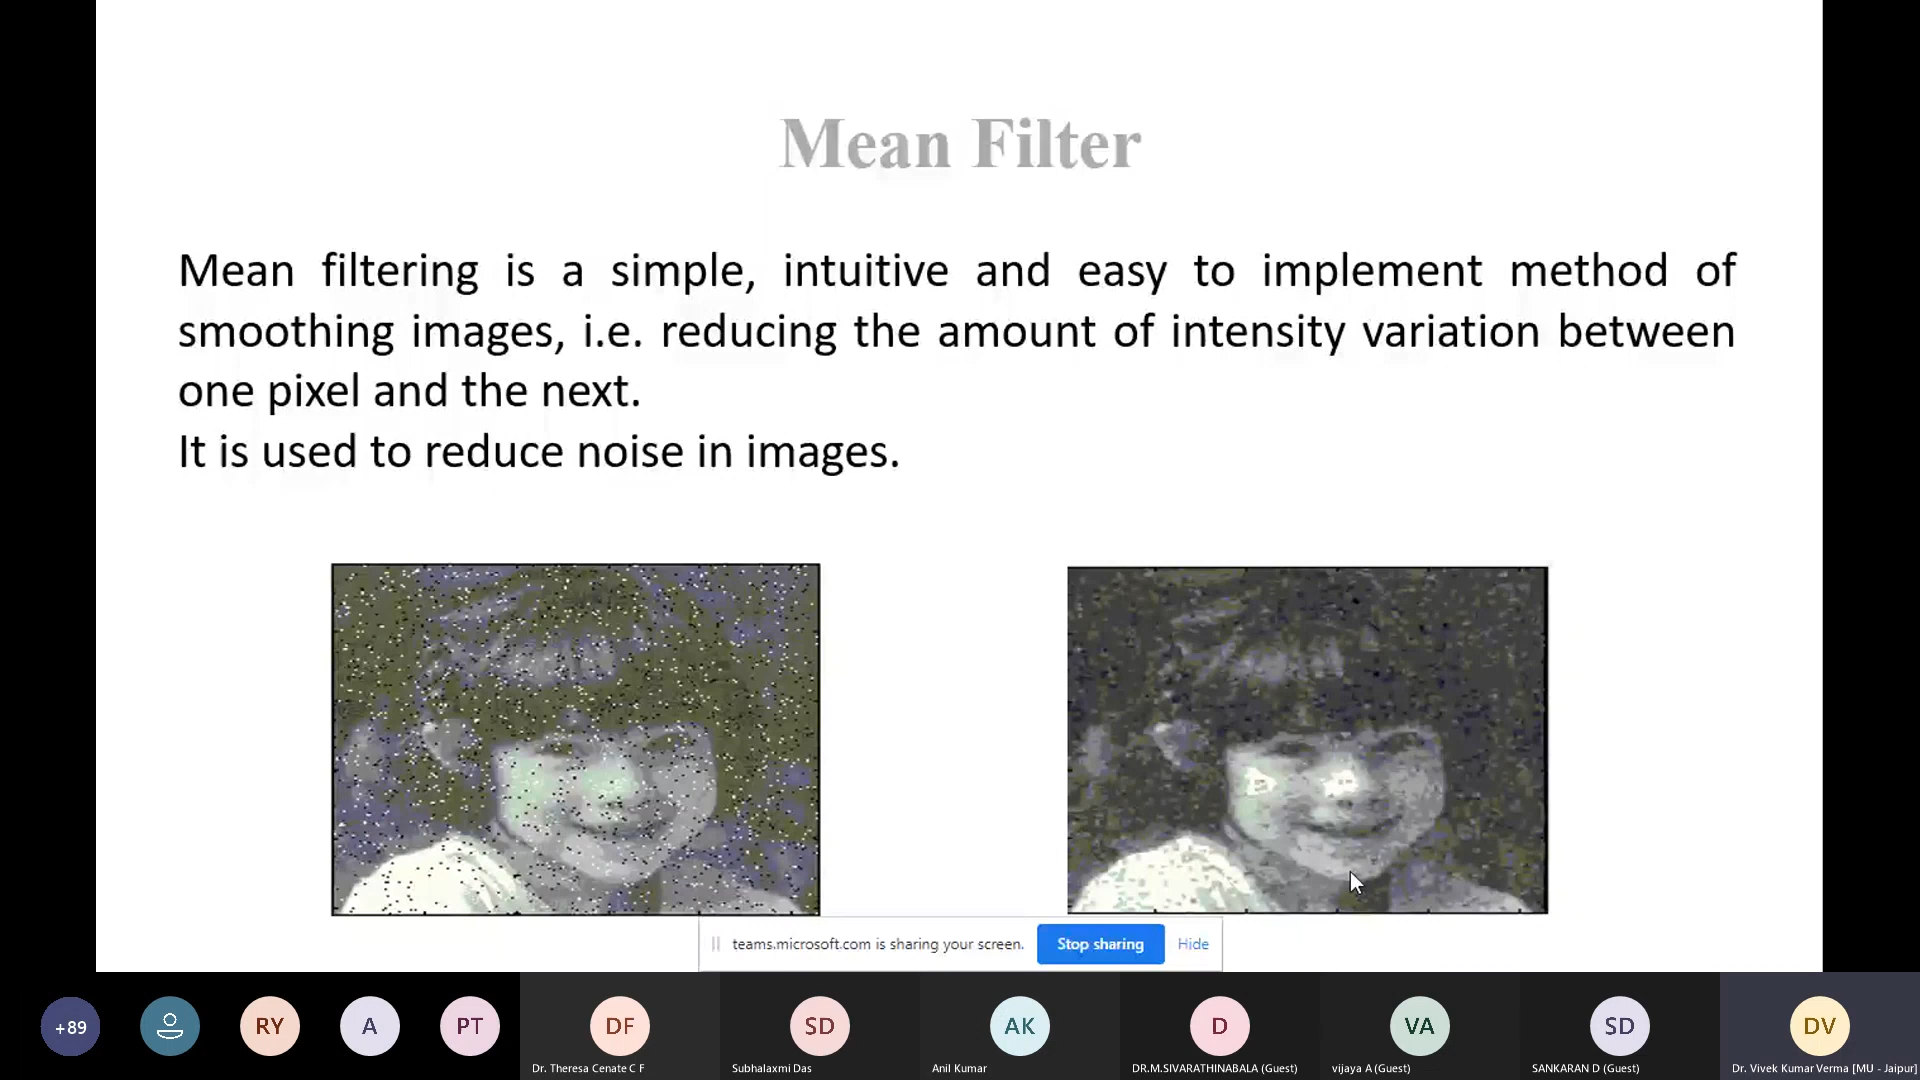 Mean Filter
Mean filtering is a simple, intuitive and easy to implement method of
smoothing images, i.e. reducing the amount of intensity variation between
one pixel and the next.
It is used to reduce noise in images.
teams.microsoft.com is sharing your screen. Stop sharing Hide
+89 RY A PT DF SD AK D VA SD DV
Dr. Theresa Cenate C F Subhalaxmi Das Anil Kumar DR.M.SIVARATHINABALA (Guest) vijaya A (Guest) SANKARAN D (Guest) Dr. Vivek Kumar Verma [MU - Jaipur]